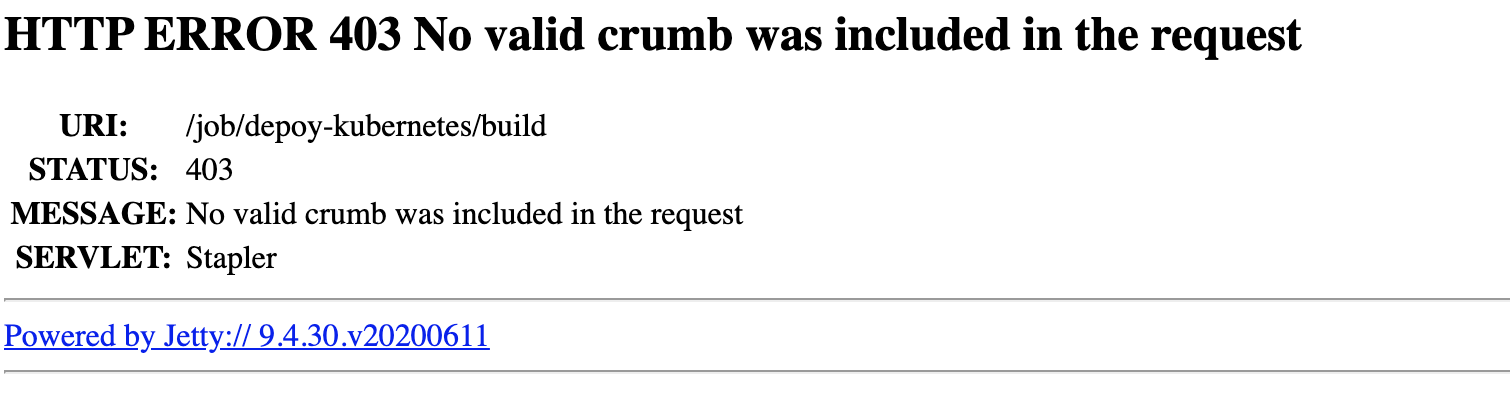 HTTP ERROR 403 No valid crumb was included in the request
URI: /job/depoy-kubernetes/build
STATUS: 403
MESSAGE: No valid crumb was included in the request
SERVLET: Stapler
Powered by Jetty:// 9.4.30.v20200611